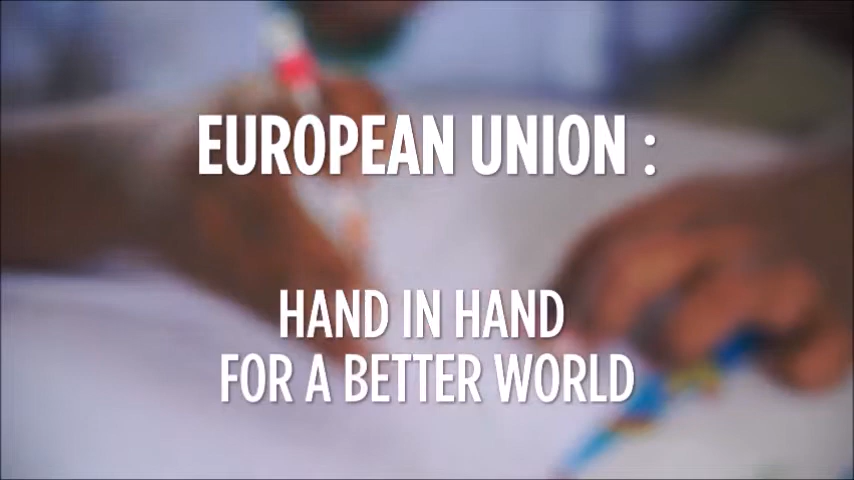 EUROPEAN UNION :
HAND IN HAND
FOR A BETTER WORLD